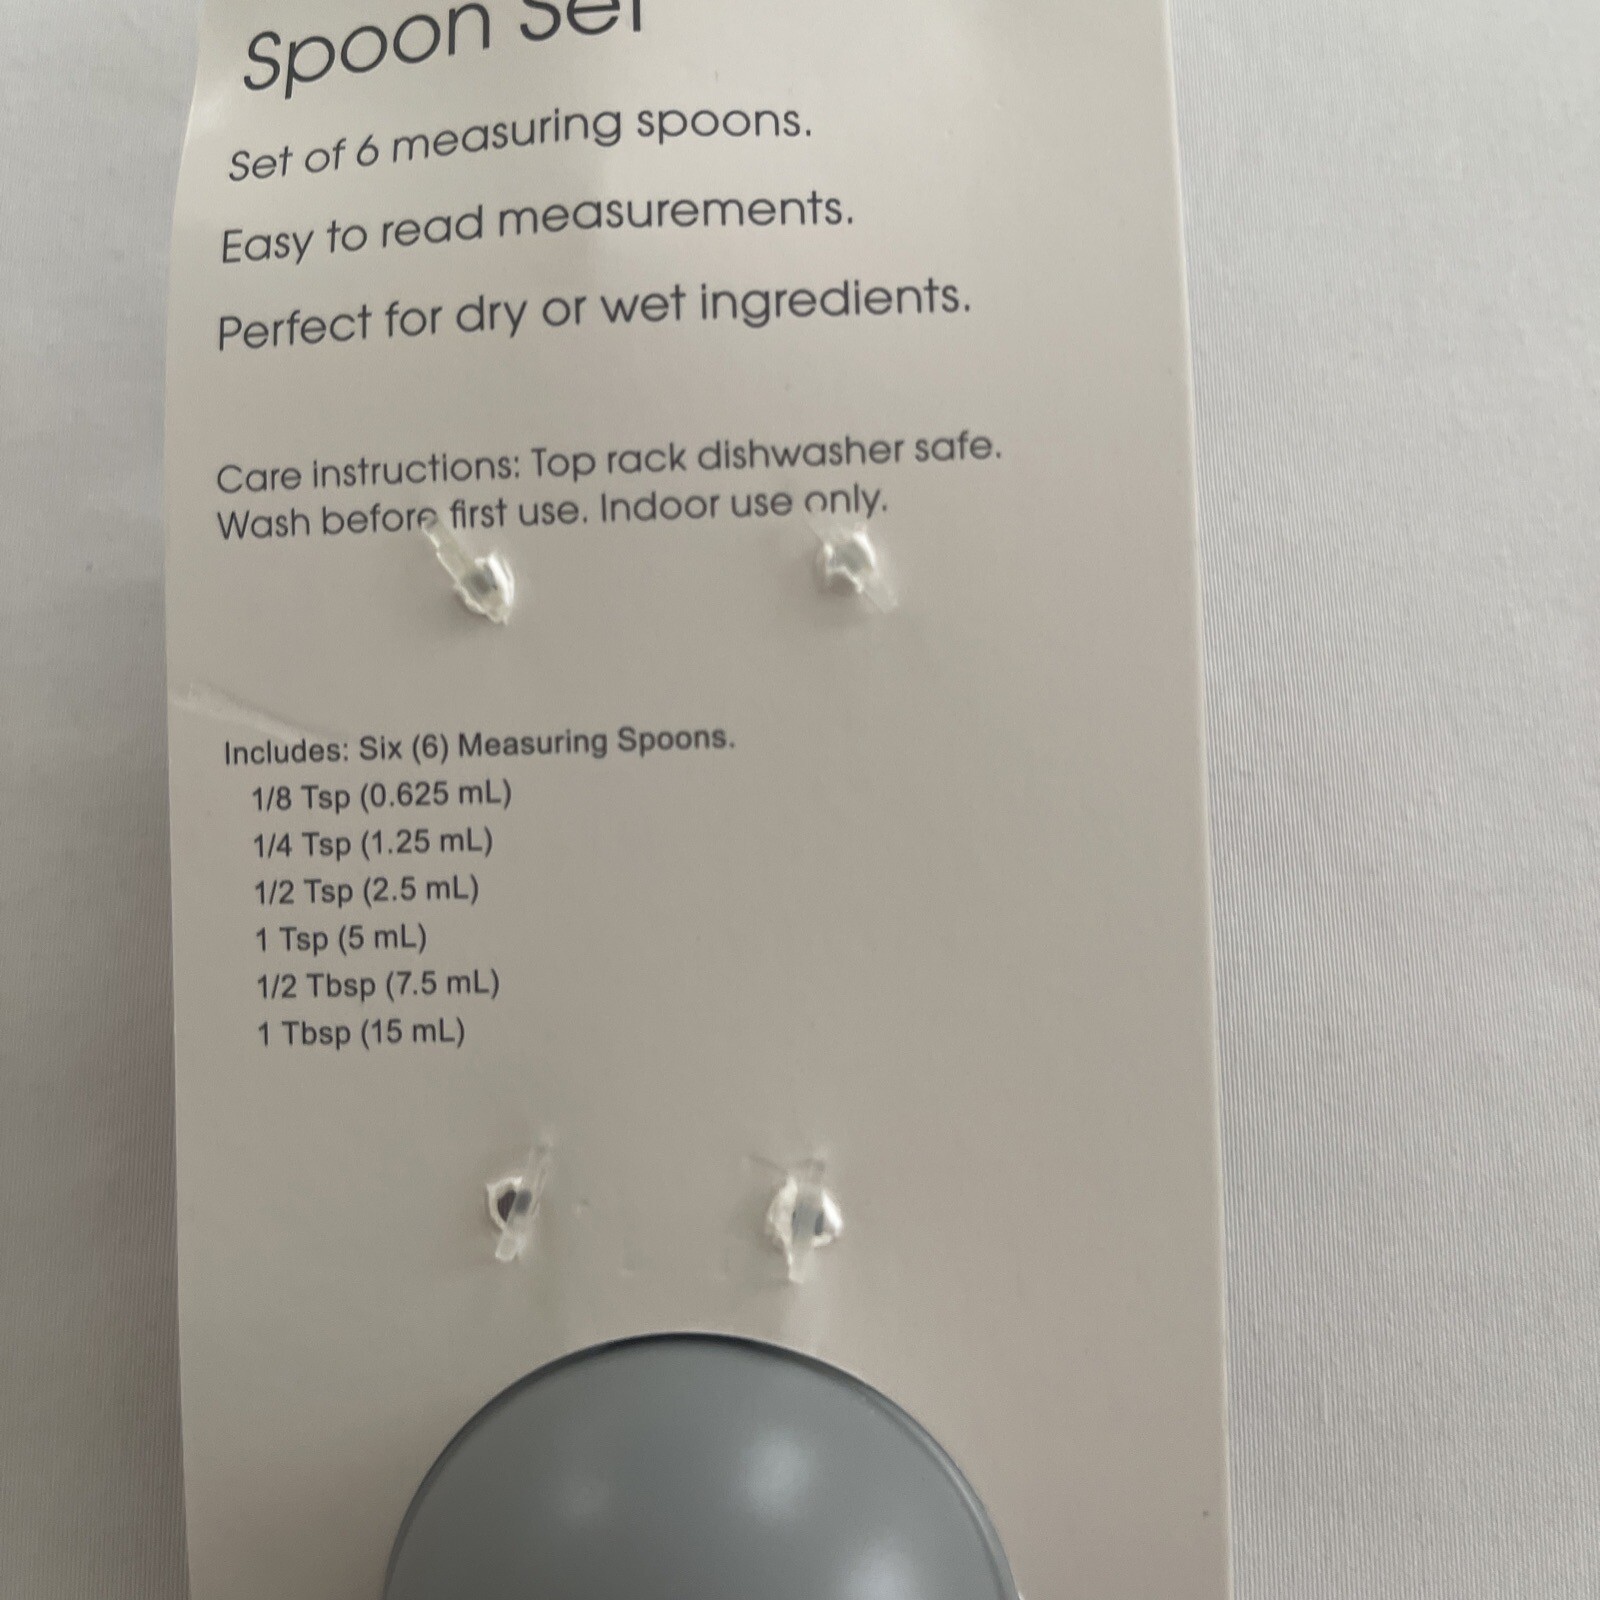 Spoon Set
Set of 6 measuring spoons.
Easy to read measurements.
Perfect for dry or wet ingredients.
Care instructions: Top rack dishwasher safe.
Wash before first use. Indoor use only.
Includes: Six (6) Measuring Spoons.
1/8 Tsp (0.625 mL)
1/4 Tsp (1.25 mL)
1/2 Tsp (2.5 mL)
1 Tsp (5 mL)
1/2 Tbsp (7.5 mL)
1 Tbsp (15 mL)